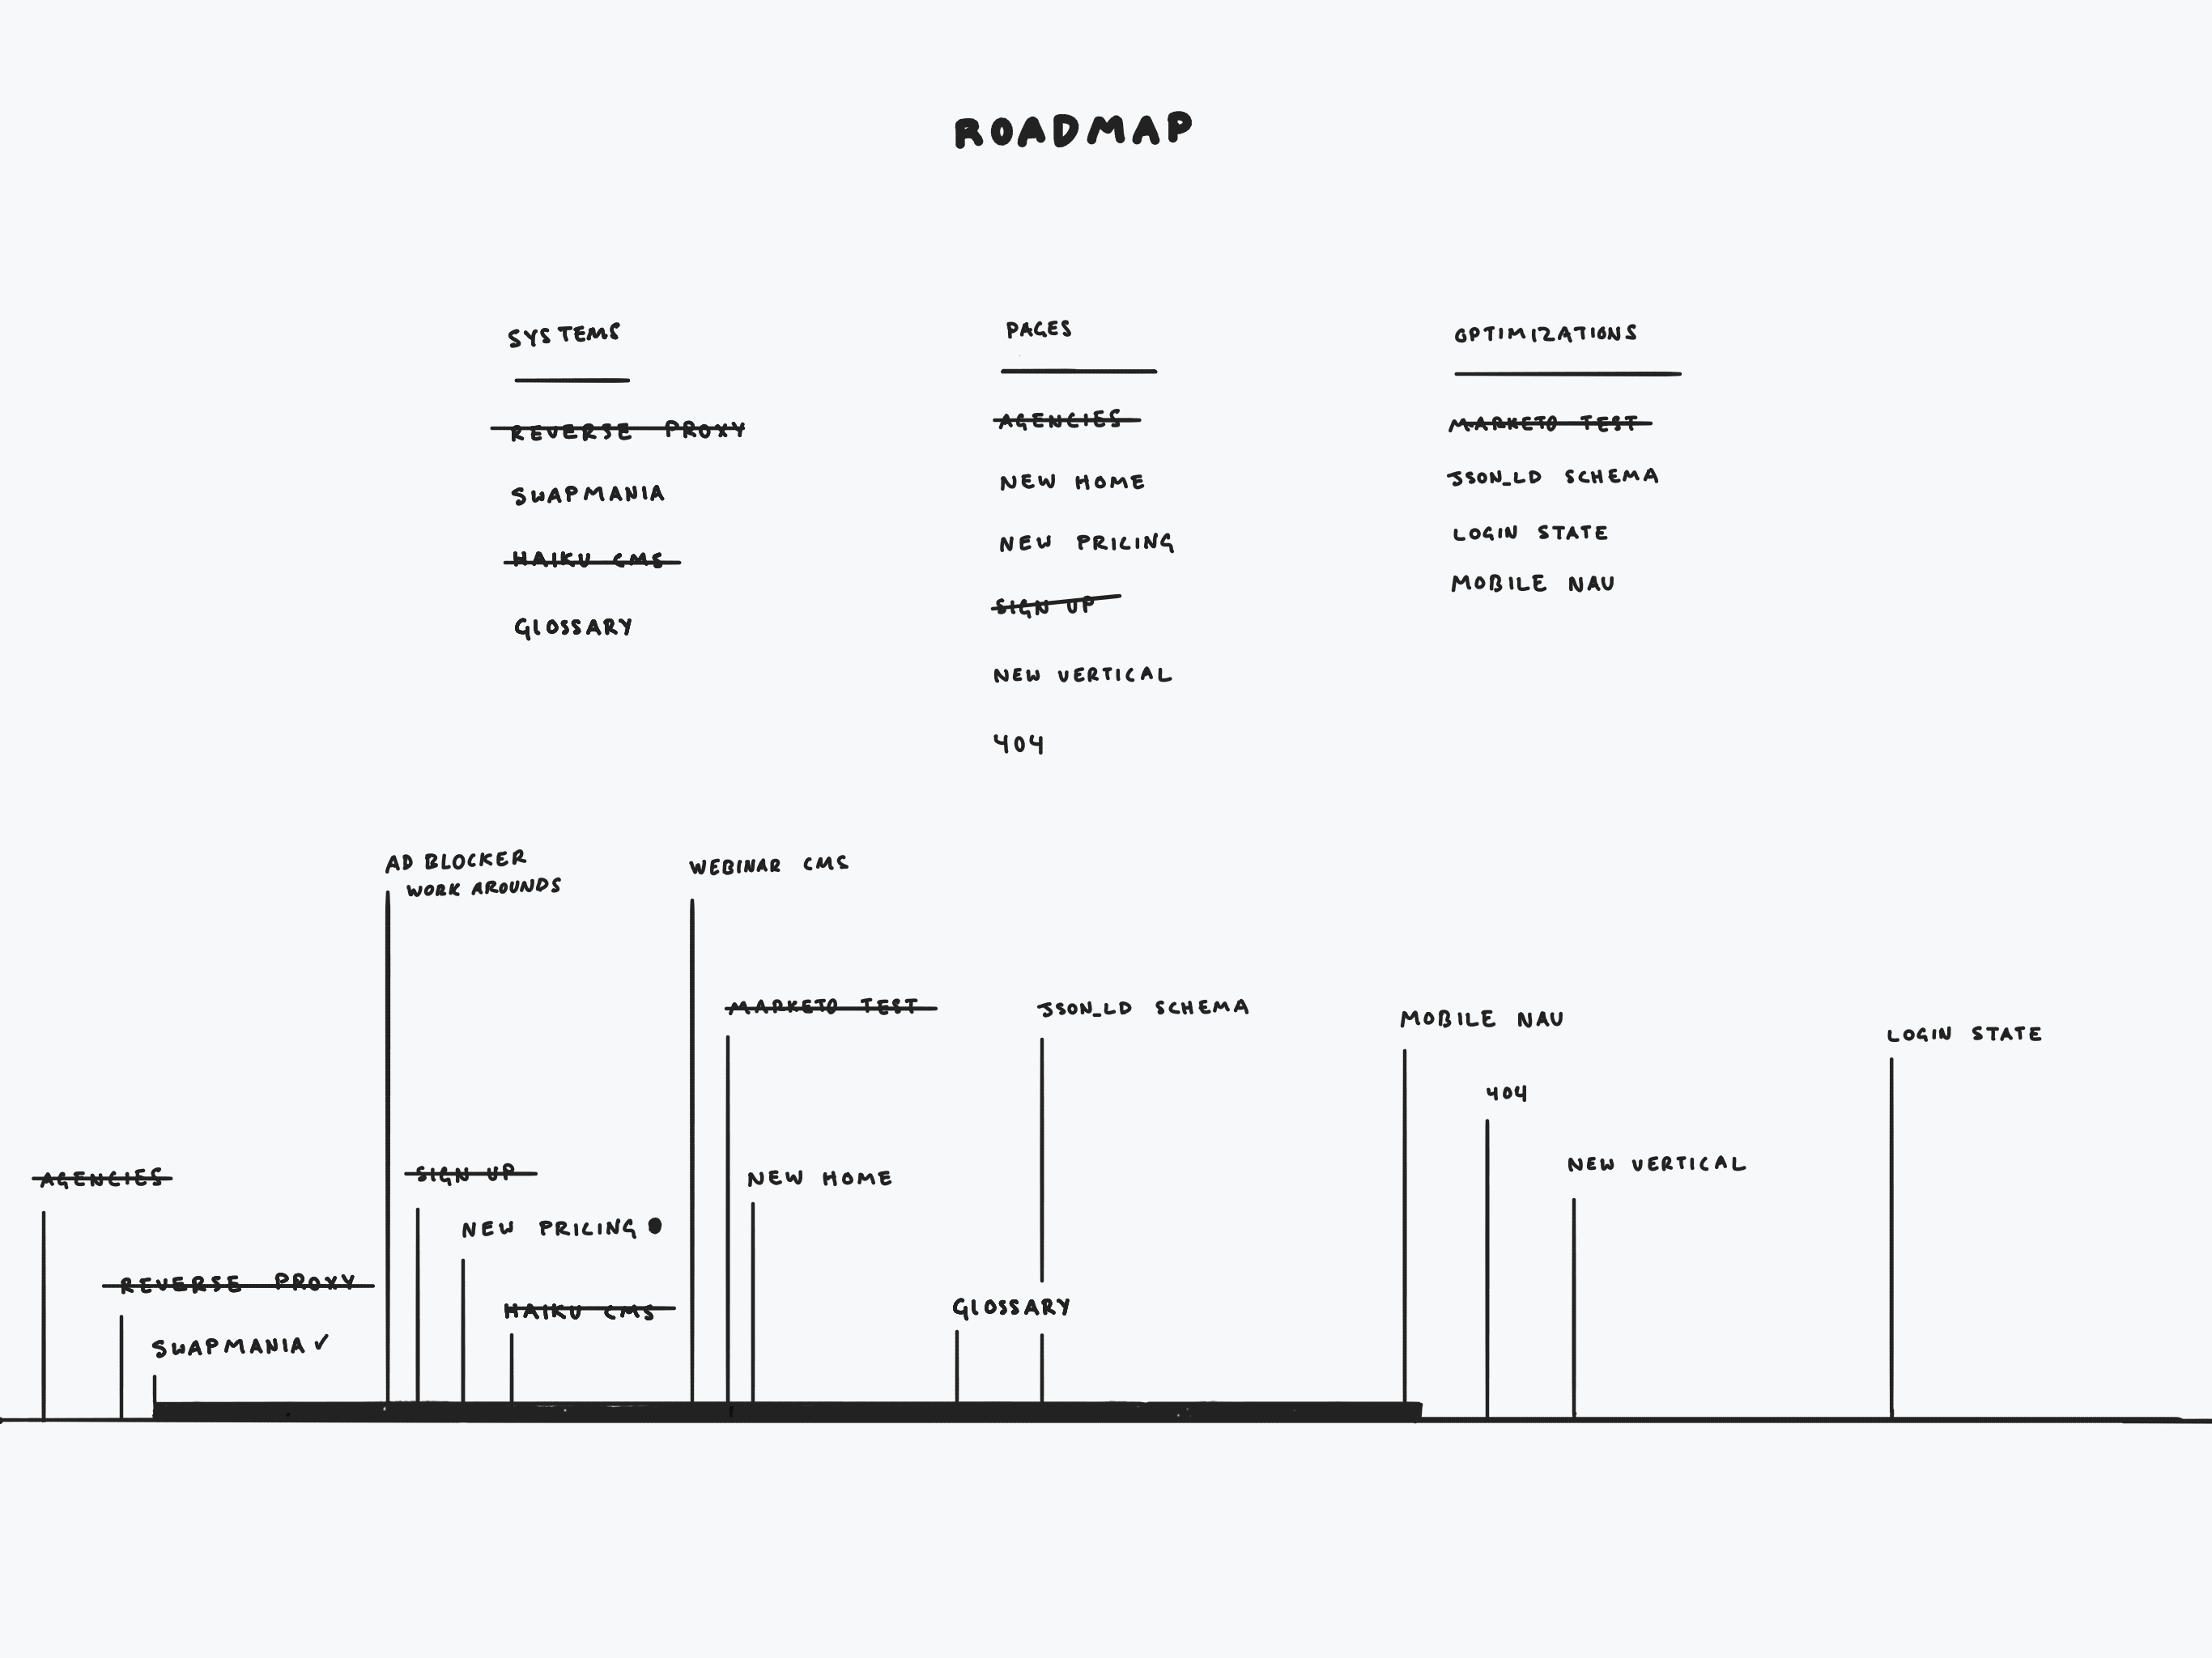 ROADMAP
SYSTEMS
REVERSE PROXY
SWAPMANIA
HAIKU CMS
GLOSSARY
PAGES
AGENCIES
NEW HOME
NEW PRICING
SIGN UP
NEW VERTICAL
404
OPTIMIZATIONS
MARKETO TEST
JSON_LD SCHEMA
LOGIN STATE
MOBILE NAV
AD BLOCKER
WORK AROUNDS
WEBINAR CMS
MARKETO TEST
JSON_LD SCHEMA
MOBILE NAV
LOGIN STATE
404
AGENCIES
SIGN UP
NEW HOME
NEW VERTICAL
NEW PRICING
REVERSE PROXY
HAIKU CMS
GLOSSARY
SWAPMANIA ✓